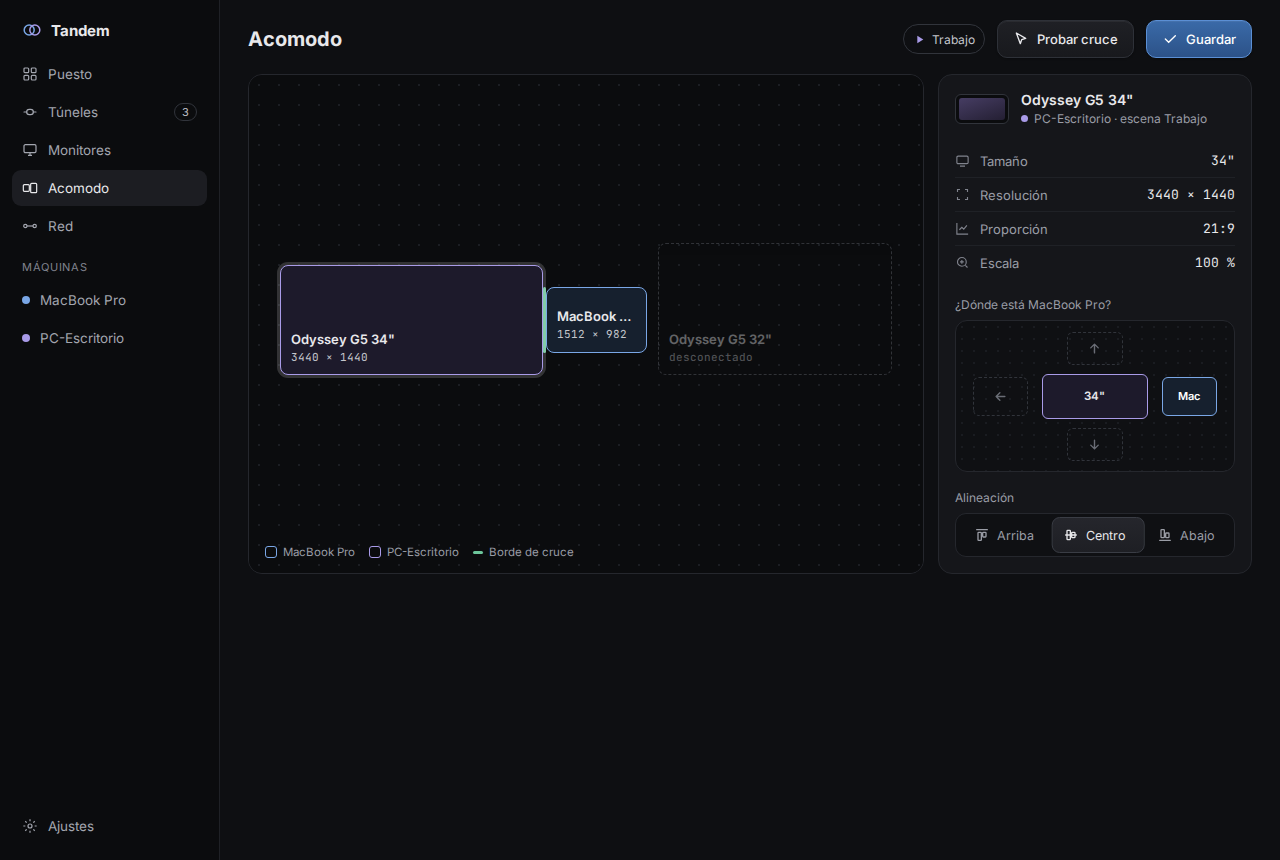 Tandem
Puesto
Túneles
3
Monitores
Acomodo
Red
MÁQUINAS
MacBook Pro
PC-Escritorio
Ajustes
Acomodo
Trabajo
Probar cruce
Guardar
Odyssey G5 34"
3440 × 1440
MacBook ...
1512 × 982
Odyssey G5 32"
desconectado
MacBook Pro
PC-Escritorio
Borde de cruce
Odyssey G5 34"
PC-Escritorio · escena Trabajo
Tamaño
34"
Resolución
3440 × 1440
Proporción
21:9
Escala
100 %
¿Dónde está MacBook Pro?
34"
Mac
Alineación
Arriba
Centro
Abajo